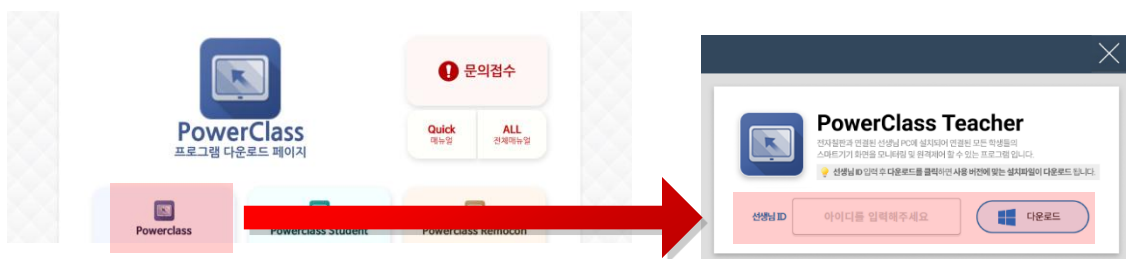 PowerClass
프로그램 다운로드 페이지
문의접수
Quick
매뉴얼
ALL
전체매뉴얼
Powerclass
Powerclass Student
Powerclass Remocon
PowerClass Teacher
전자칠판과 연결된 선생님 PC에 설치되어 연결된 모든 학생들의
스마트기기 화면을 모니터링 및 원격제어 할 수 있는 프로그램 입니다.
선생님 ID 입력 후 다운로드를 클릭하면 사용 버전에 맞는 설치파일이 다운로드 됩니다.
선생님 ID
아이디를 입력해주세요
다운로드